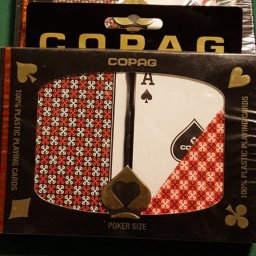 COPAG
COPAG
100% PLASTIC PLAYING CARDS
A
100% PLASTIC PLAYING CARDS
POKER SIZE